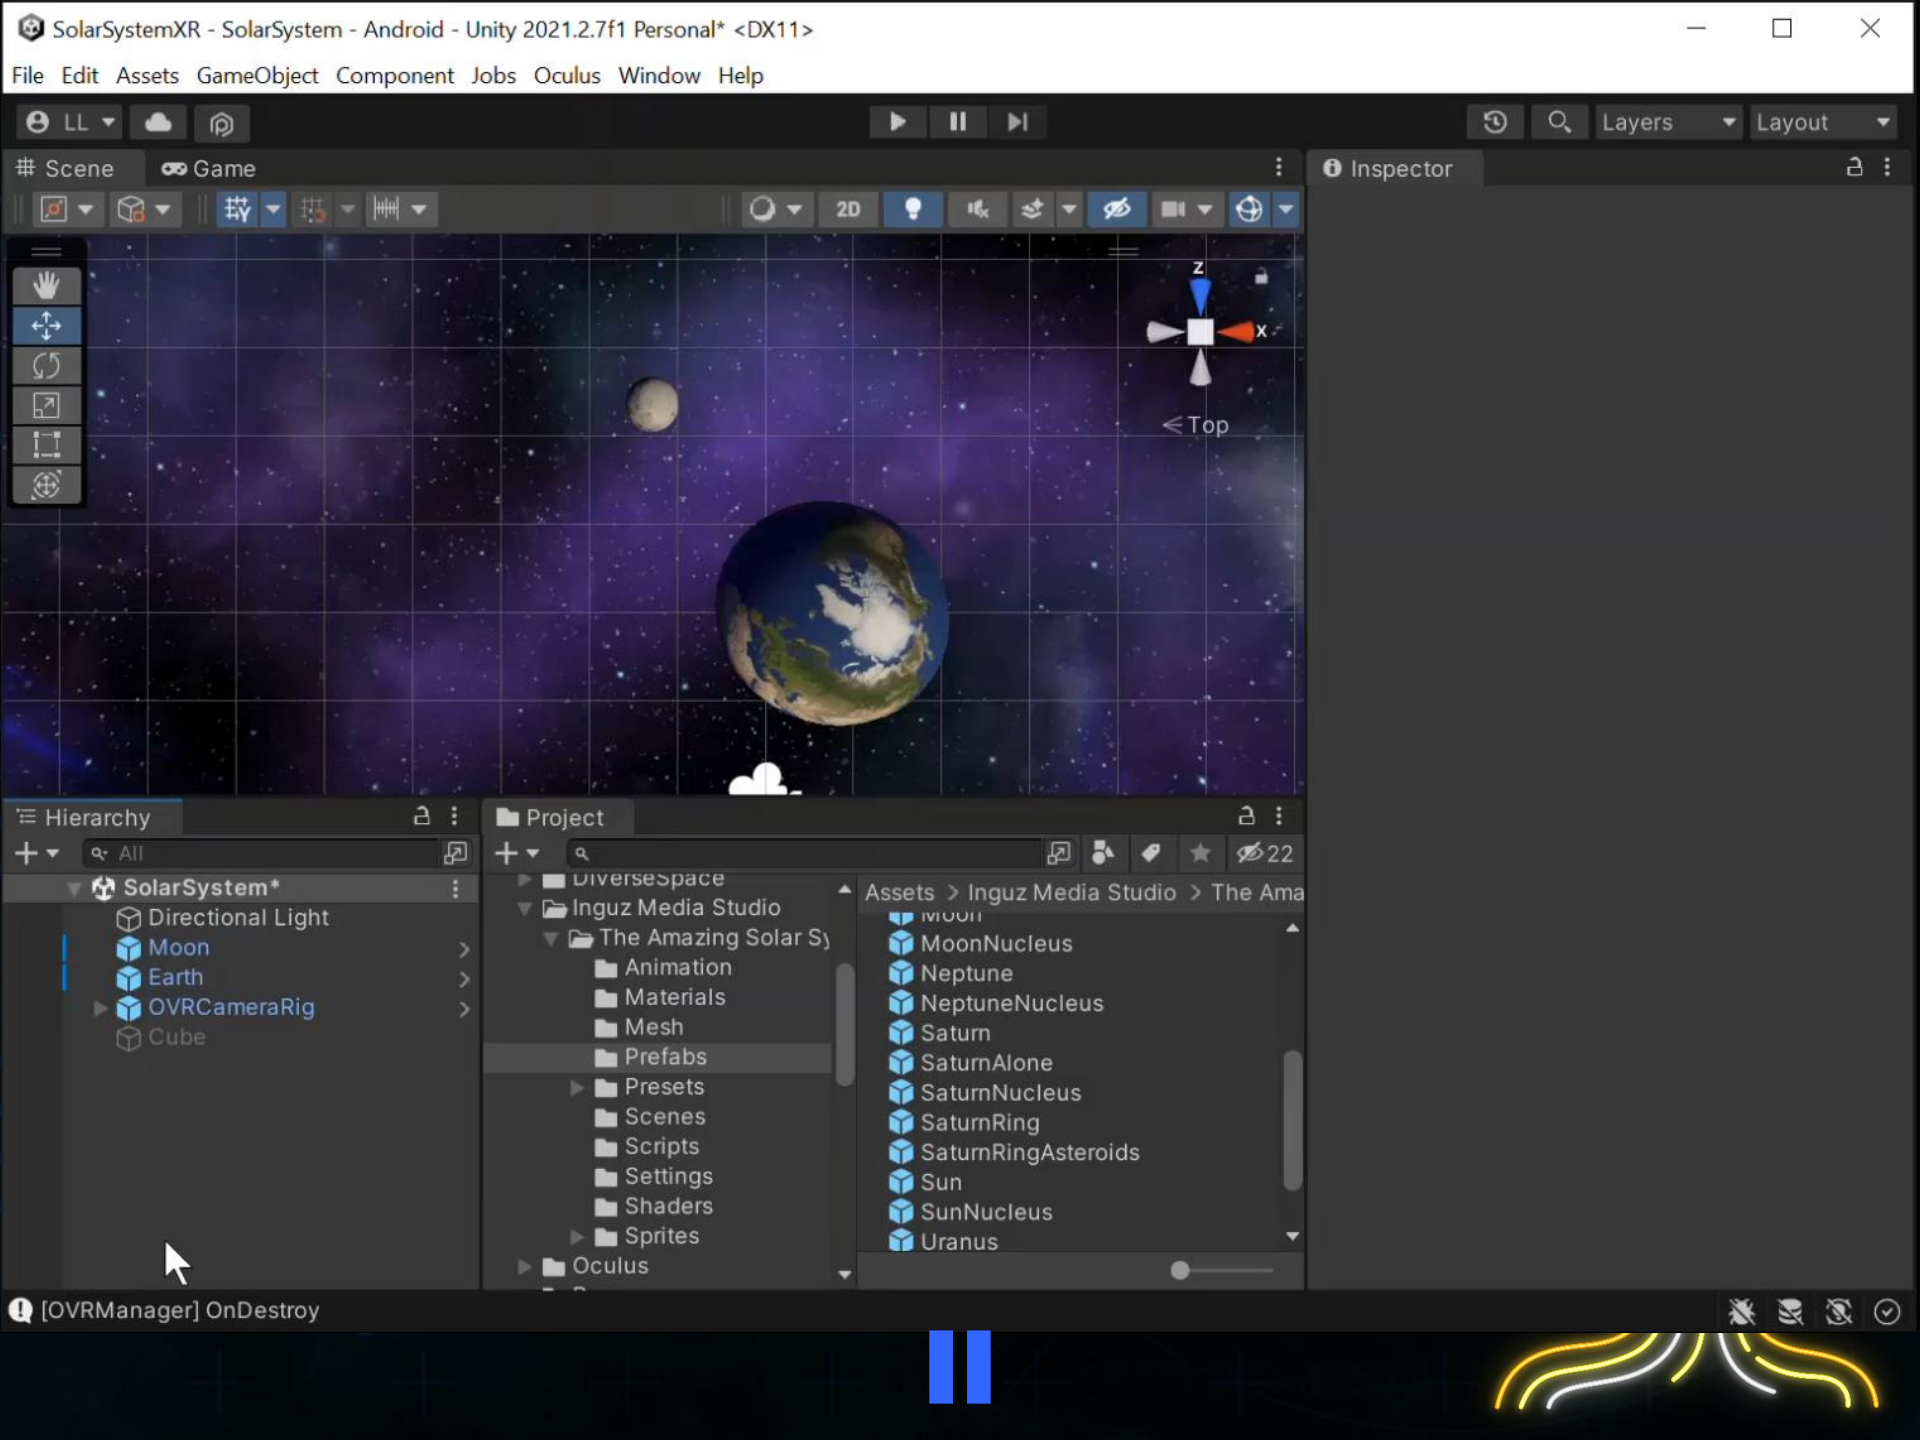 SolarSystemXR - SolarSystem - Android - Unity 2021.2.7f1 Personal* <DX11>
File Edit Assets GameObject Component Jobs Oculus Window Help
LL
Layers
Layout
Scene
Game
Inspector
2D
z
x
<Top
Hierarchy
All
SolarSystem*
Directional Light
Moon
Earth
OVRCameraRig
Cube
Project
22
DiverseSpace
Inguz Media Studio
The Amazing Solar Sy
Animation
Materials
Mesh
Prefabs
Presets
Scenes
Scripts
Settings
Shaders
Sprites
Oculus
Assets > Inguz Media Studio > The Ama
Moon
MoonNucleus
Neptune
NeptuneNucleus
Saturn
SaturnAlone
SaturnNucleus
SaturnRing
SaturnRingAsteroids
Sun
SunNucleus
Uranus
[OVRManager] OnDestroy